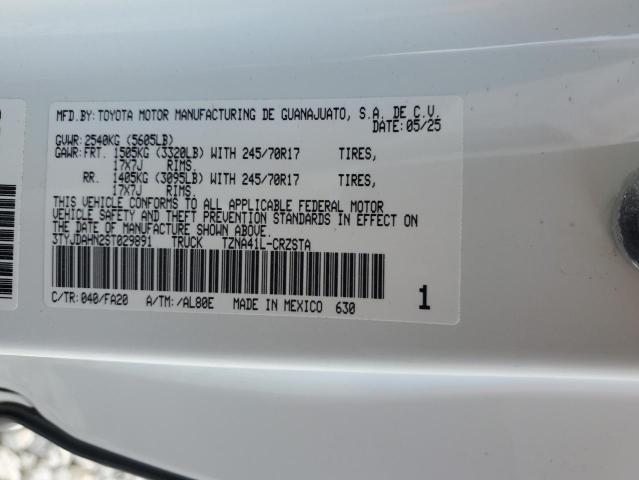 MFD.BY: TOYOTA MOTOR MANUFACTURING DE GUANAJUATO, S.A. DE C.V.
DATE: 05/25
GVWR: 2540KG (5605LB)
GAWR: FRT. 1505KG (3320LB) WITH 245/70R17 TIRES,
17X7J RIMS.
RR. 1405KG (3095LB) WITH 245/70R17 TIRES,
17X7J RIMS.
THIS VEHICLE CONFORMS TO ALL APPLICABLE FEDERAL MOTOR
VEHICLE SAFETY AND THEFT PREVENTION STANDARDS IN EFFECT ON
THE DATE OF MANUFACTURE SHOWN ABOVE.
3TYJDAHN2ST029891 TRUCK TZNA41L-CRZSTA
C/TR: 040/FA20 A/TM: /AL80E MADE IN MEXICO 630
1